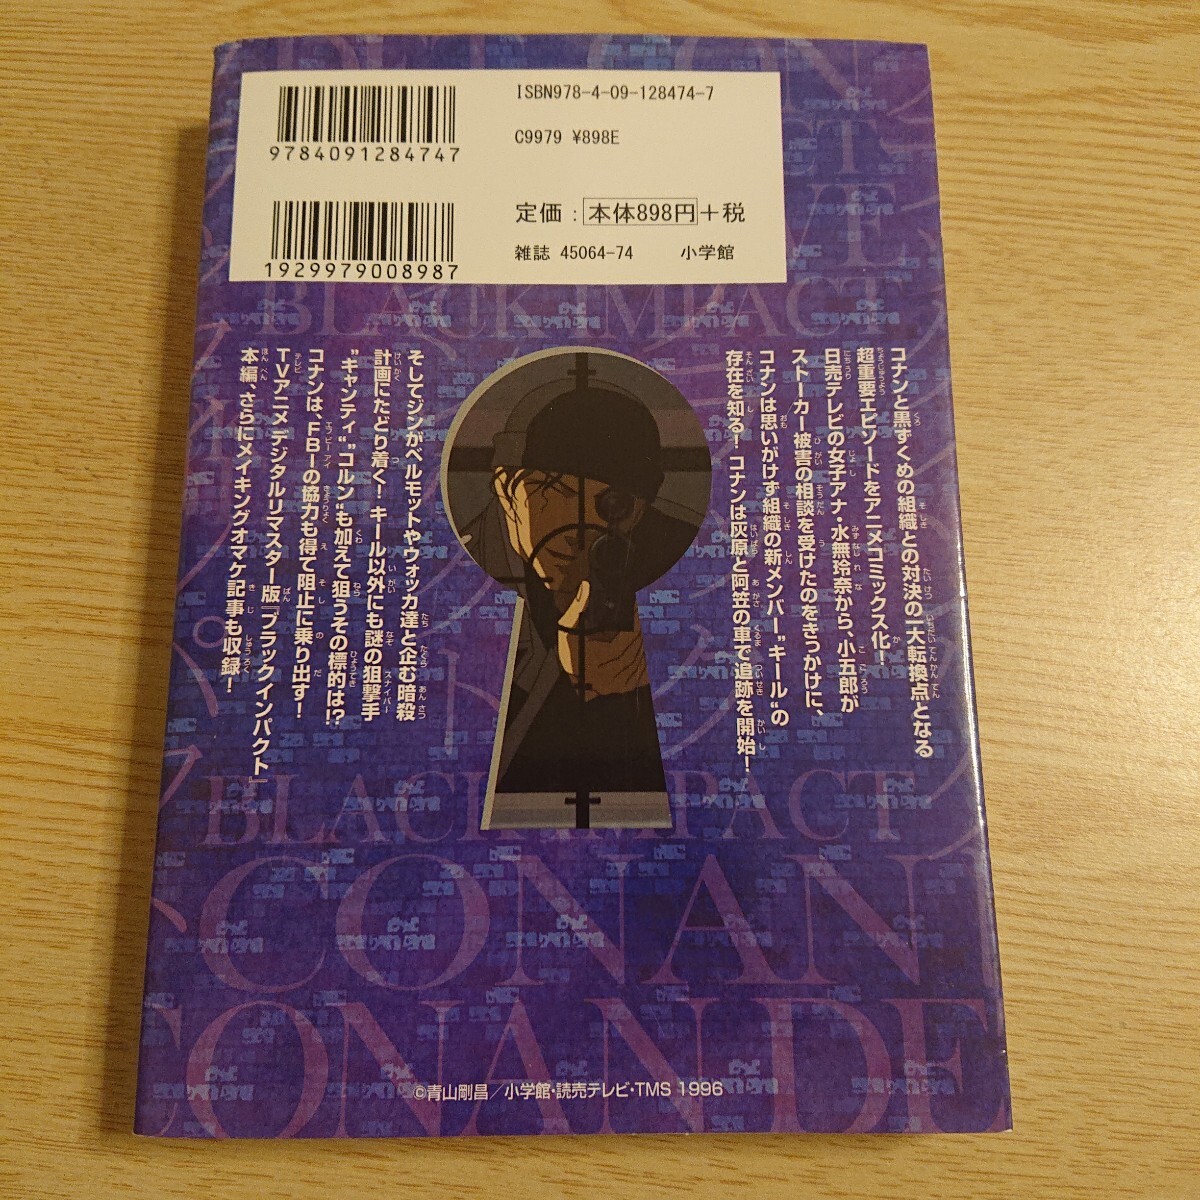 ISBN978-4-09-128474-7
9784091284747
C9979 ¥898E
定価：本体898円＋税
1929979008987
雑誌 45064-74 小学館
コナンと黒ずくめの組織との対決の一大転換点となる
超重要エピソードをアニメコミックス化！
日売テレビの女子アナ・水無玲奈から、小五郎が
ストーカー被害の相談を受けたのをきっかけに、
コナンは思いがけず組織の新メンバー“キール“の
存在を知る！コナンは灰原と阿笠の車で追跡を開始！
そしてジンがベルモットやウォッカ達と企む暗殺
計画にたどり着く！キール以外にも謎の狙撃手
”キャンティ“”コルン“も加えて狙うその標的は!?
コナンは、FBIの協力も得て阻止に乗り出す！
TVアニメデジタルリマスター版『ブラックインパクト』
本編、さらにメイキングオマケ記事も収録！
BLACK IMPACT
BLACK IMPACT
CONAN
CONAN DE
©青山剛昌／小学館・読売テレビ・TMS 1996